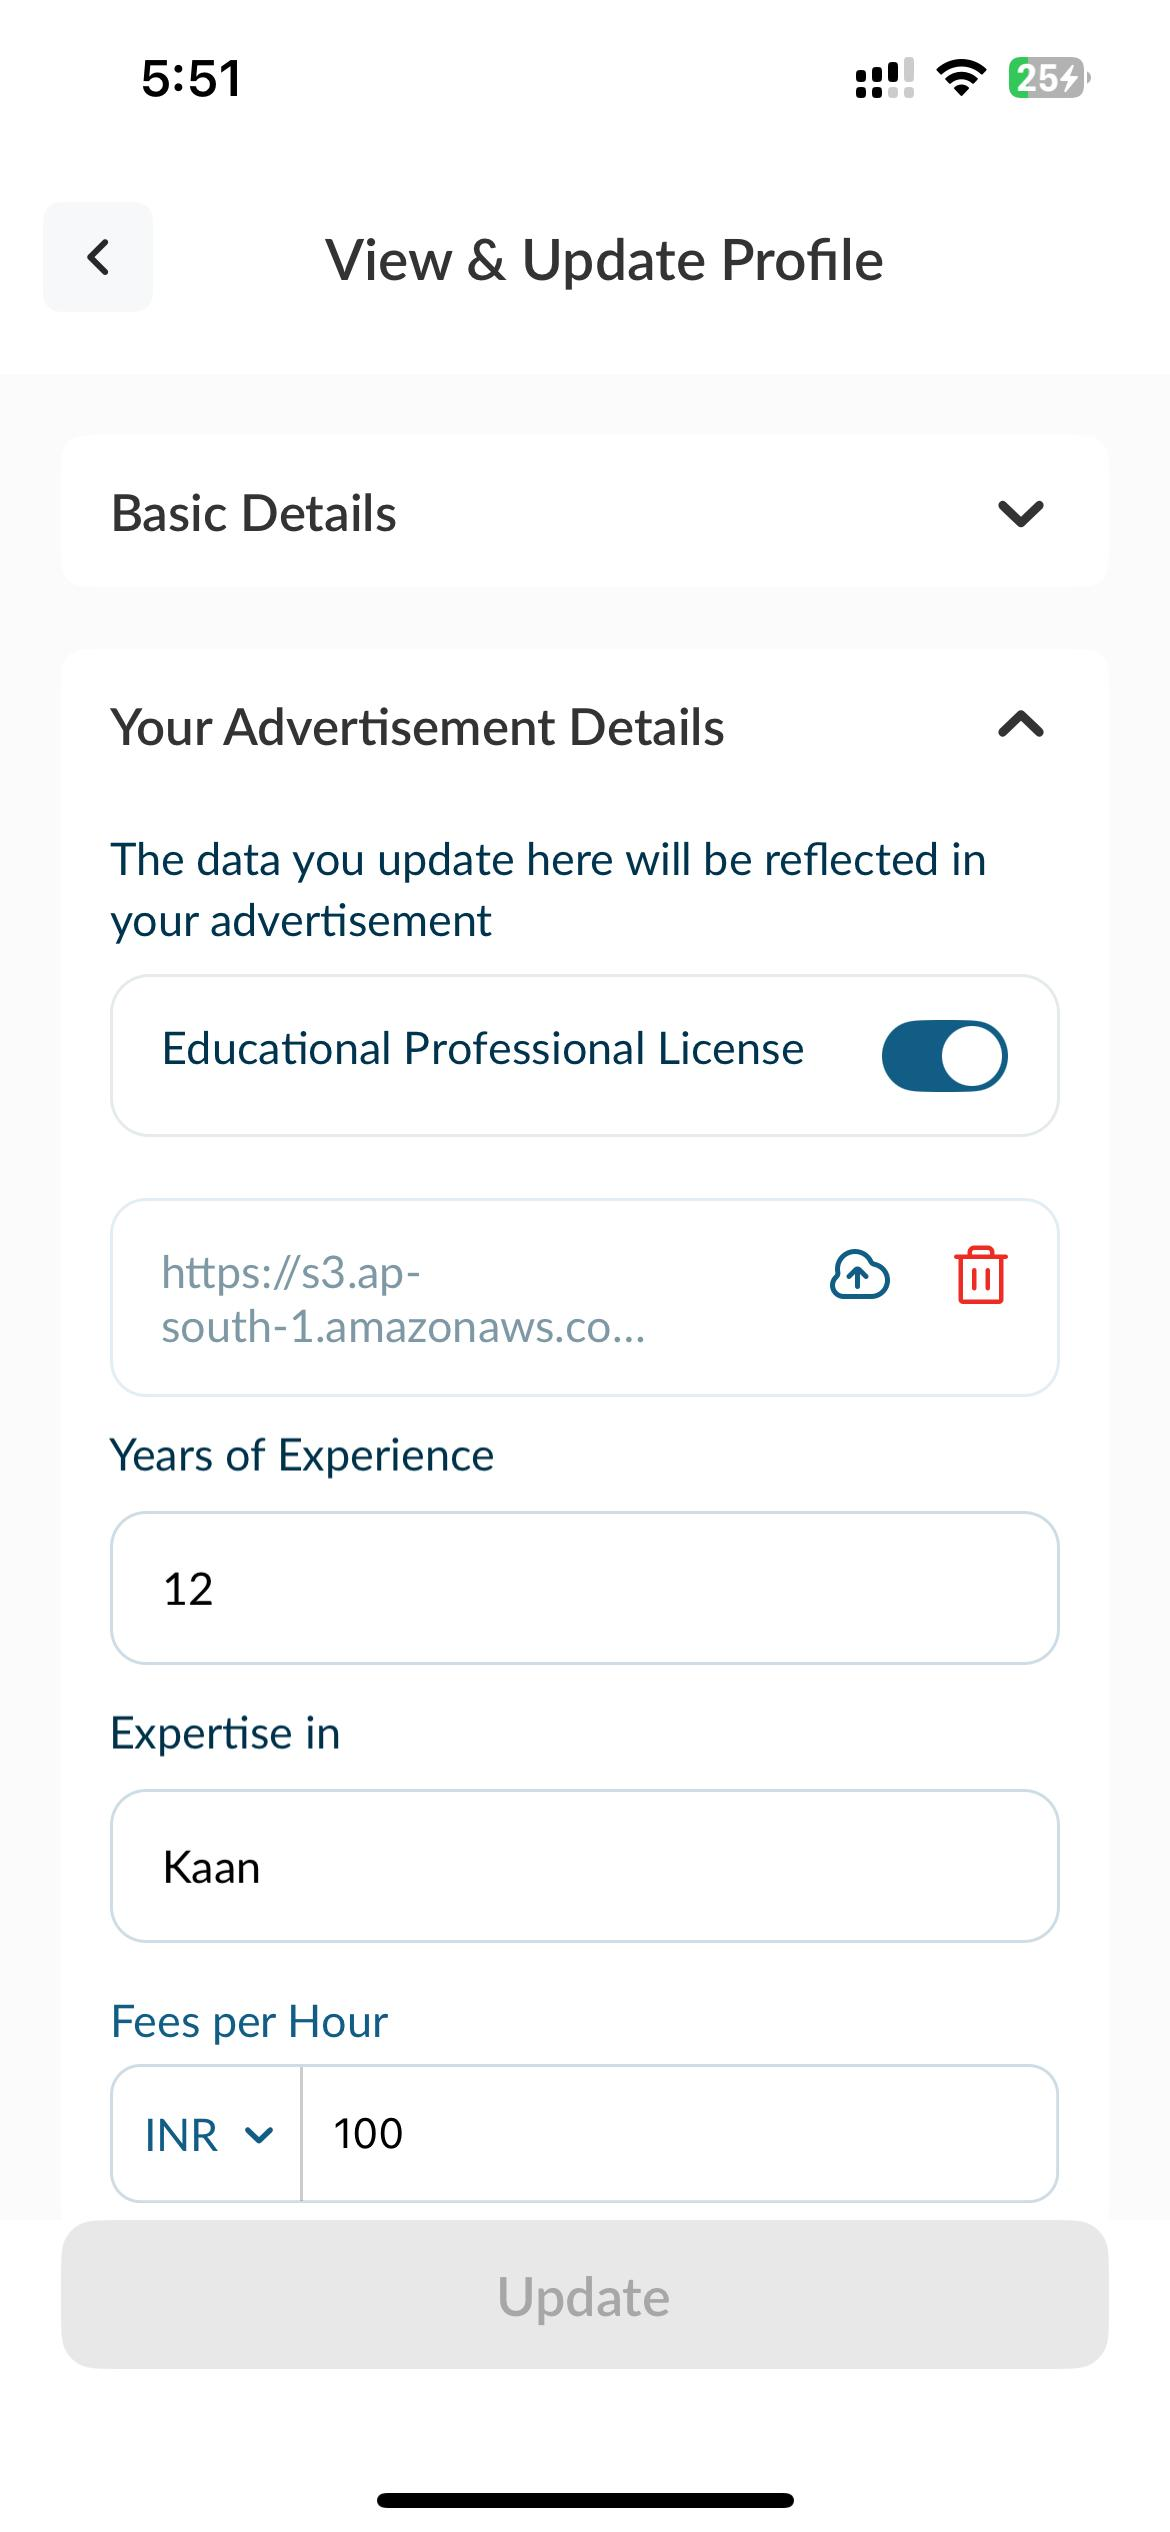 5:51
25
View & Update Profile
Basic Details
Your Advertisement Details
The data you update here will be reflected in
your advertisement
Educational Professional License
https://s3.ap-
south-1.amazonaws.co...
Years of Experience
12
Expertise in
Kaan
Fees per Hour
INR 100
Update